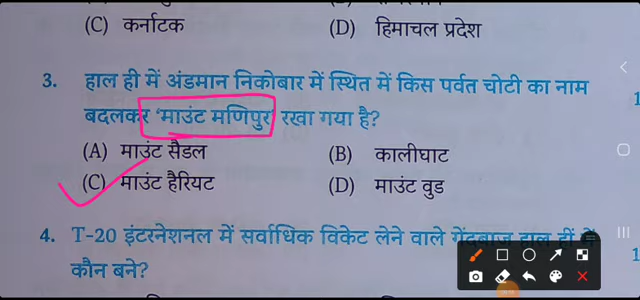 (C) कर्नाटक (D) हिमाचल प्रदेश
3. हाल ही में अंडमान निकोबार में स्थित में किस पर्वत चोटी का नाम
बदलकर 'माउंट मणिपुर' रखा गया है?
(A) माउंट सैडल (B) कालीघाट
(C) माउंट हैरियट (D) माउंट वुड
4. T-20 इंटरनेशनल में सर्वाधिक विकेट लेने वाले गेंदबाज हाल ही में
कौन बने?